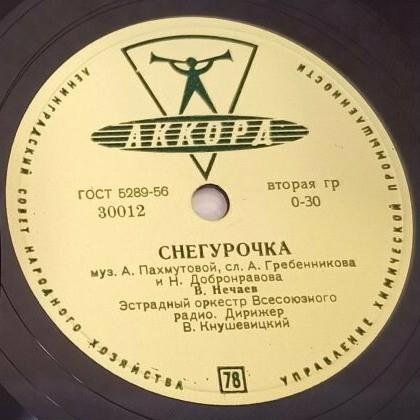 ЛЕНИНГРАДСКИЙ СОВЕТ НАРОДНОГО ХОЗЯЙСТВА
УПРАВЛЕНИЕ ХИМИЧЕСКОЙ ПРОМЫШЛЕННОСТИ
АККОРД
ГОСТ 5289-56
30012
вторая гр
0-30
СНЕГУРОЧКА
муз. А. Пахмутовой, сл. А. Гребенникова
и Н. Добронравова
В. Нечаев
Эстрадный оркестр Всесоюзного
радио. Дирижер
В. Кнушевицкий
78